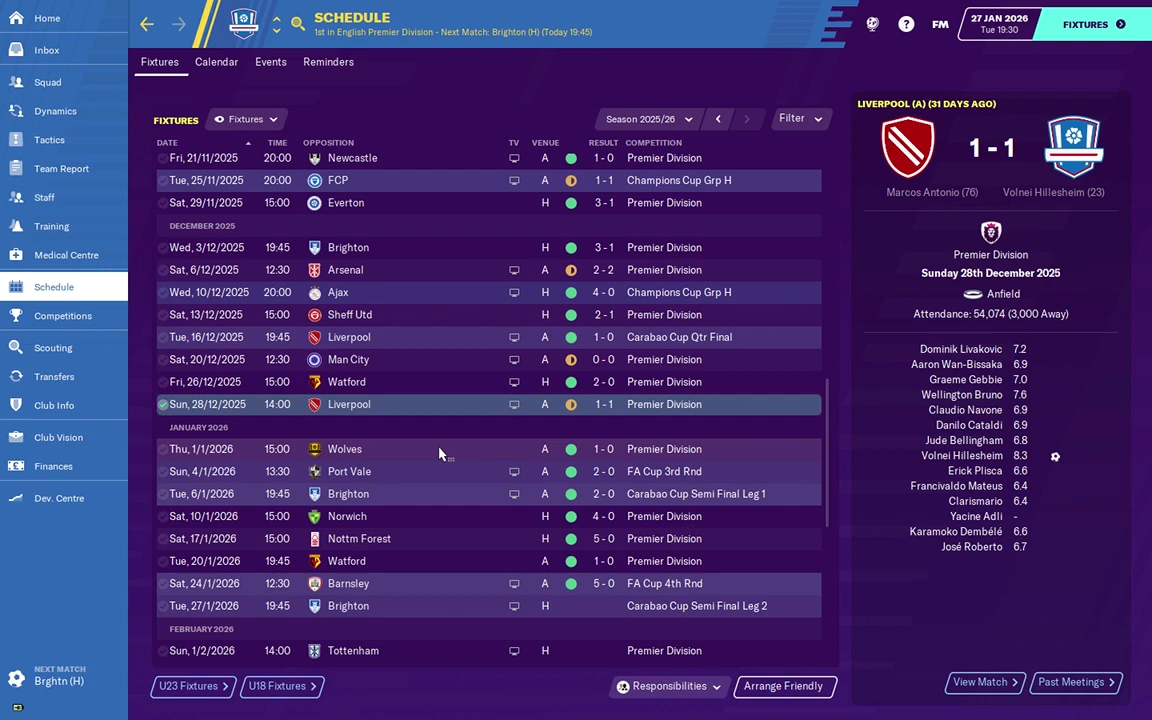 Home
Inbox
Squad
Dynamics
Tactics
Team Report
Staff
Training
Medical Centre
Schedule
Competitions
Scouting
Transfers
Club Info
Club Vision
Finances
Dev. Centre
NEXT MATCH
Brghtn (H)
SCHEDULE
1st in English Premier Division - Next Match: Brighton (H) (Today 19:45)
? FM
27 JAN 2026
Tue 19:30
FIXTURES
Fixtures Calendar Events Reminders
FIXTURES Fixtures Season 2025/26 Filter
DATE TIME OPPOSITION TV VENUE RESULT COMPETITION
Fri, 21/11/2025 20:00 Newcastle A 1 - 0 Premier Division
Tue, 25/11/2025 20:00 FCP A 1 - 1 Champions Cup Grp H
Sat, 29/11/2025 15:00 Everton H 3 - 1 Premier Division
DECEMBER 2025
Wed, 3/12/2025 19:45 Brighton H 3 - 1 Premier Division
Sat, 6/12/2025 12:30 Arsenal A 2 - 2 Premier Division
Wed, 10/12/2025 20:00 Ajax H 4 - 0 Champions Cup Grp H
Sat, 13/12/2025 15:00 Sheff Utd H 2 - 1 Premier Division
Tue, 16/12/2025 19:45 Liverpool A 1 - 0 Carabao Cup Qtr Final
Sat, 20/12/2025 12:30 Man City A 0 - 0 Premier Division
Fri, 26/12/2025 15:00 Watford H 2 - 0 Premier Division
Sun, 28/12/2025 14:00 Liverpool A 1 - 1 Premier Division
JANUARY 2026
Thu, 1/1/2026 15:00 Wolves A 1 - 0 Premier Division
Sun, 4/1/2026 13:30 Port Vale A 2 - 0 FA Cup 3rd Rnd
Tue, 6/1/2026 19:45 Brighton A 2 - 0 Carabao Cup Semi Final Leg 1
Sat, 10/1/2026 15:00 Norwich H 4 - 0 Premier Division
Sat, 17/1/2026 15:00 Nottm Forest H 5 - 0 Premier Division
Tue, 20/1/2026 19:45 Watford A 1 - 0 Premier Division
Sat, 24/1/2026 12:30 Barnsley A 5 - 0 FA Cup 4th Rnd
Tue, 27/1/2026 19:45 Brighton H Carabao Cup Semi Final Leg 2
FEBRUARY 2026
Sun, 1/2/2026 14:00 Tottenham H Premier Division
U23 Fixtures U18 Fixtures Responsibilities Arrange Friendly
LIVERPOOL (A) (31 DAYS AGO)
1 - 1
Marcos Antonio (76) Volnei Hillesheim (23)
Premier Division
Sunday 28th December 2025
Anfield
Attendance: 54,074 (3,000 Away)
Dominik Livakovic 7.2
Aaron Wan-Bissaka 6.9
Graeme Gebbie 7.0
Wellington Bruno 7.6
Claudio Navone 6.9
Danilo Cataldi 6.9
Jude Bellingham 6.8
Volnei Hillesheim 8.3
Erick Plisca 6.6
Francivaldo Mateus 6.4
Clarismario 6.4
Yacine Adli -
Karamoko Dembélé 6.6
José Roberto 6.7
View Match Past Meetings